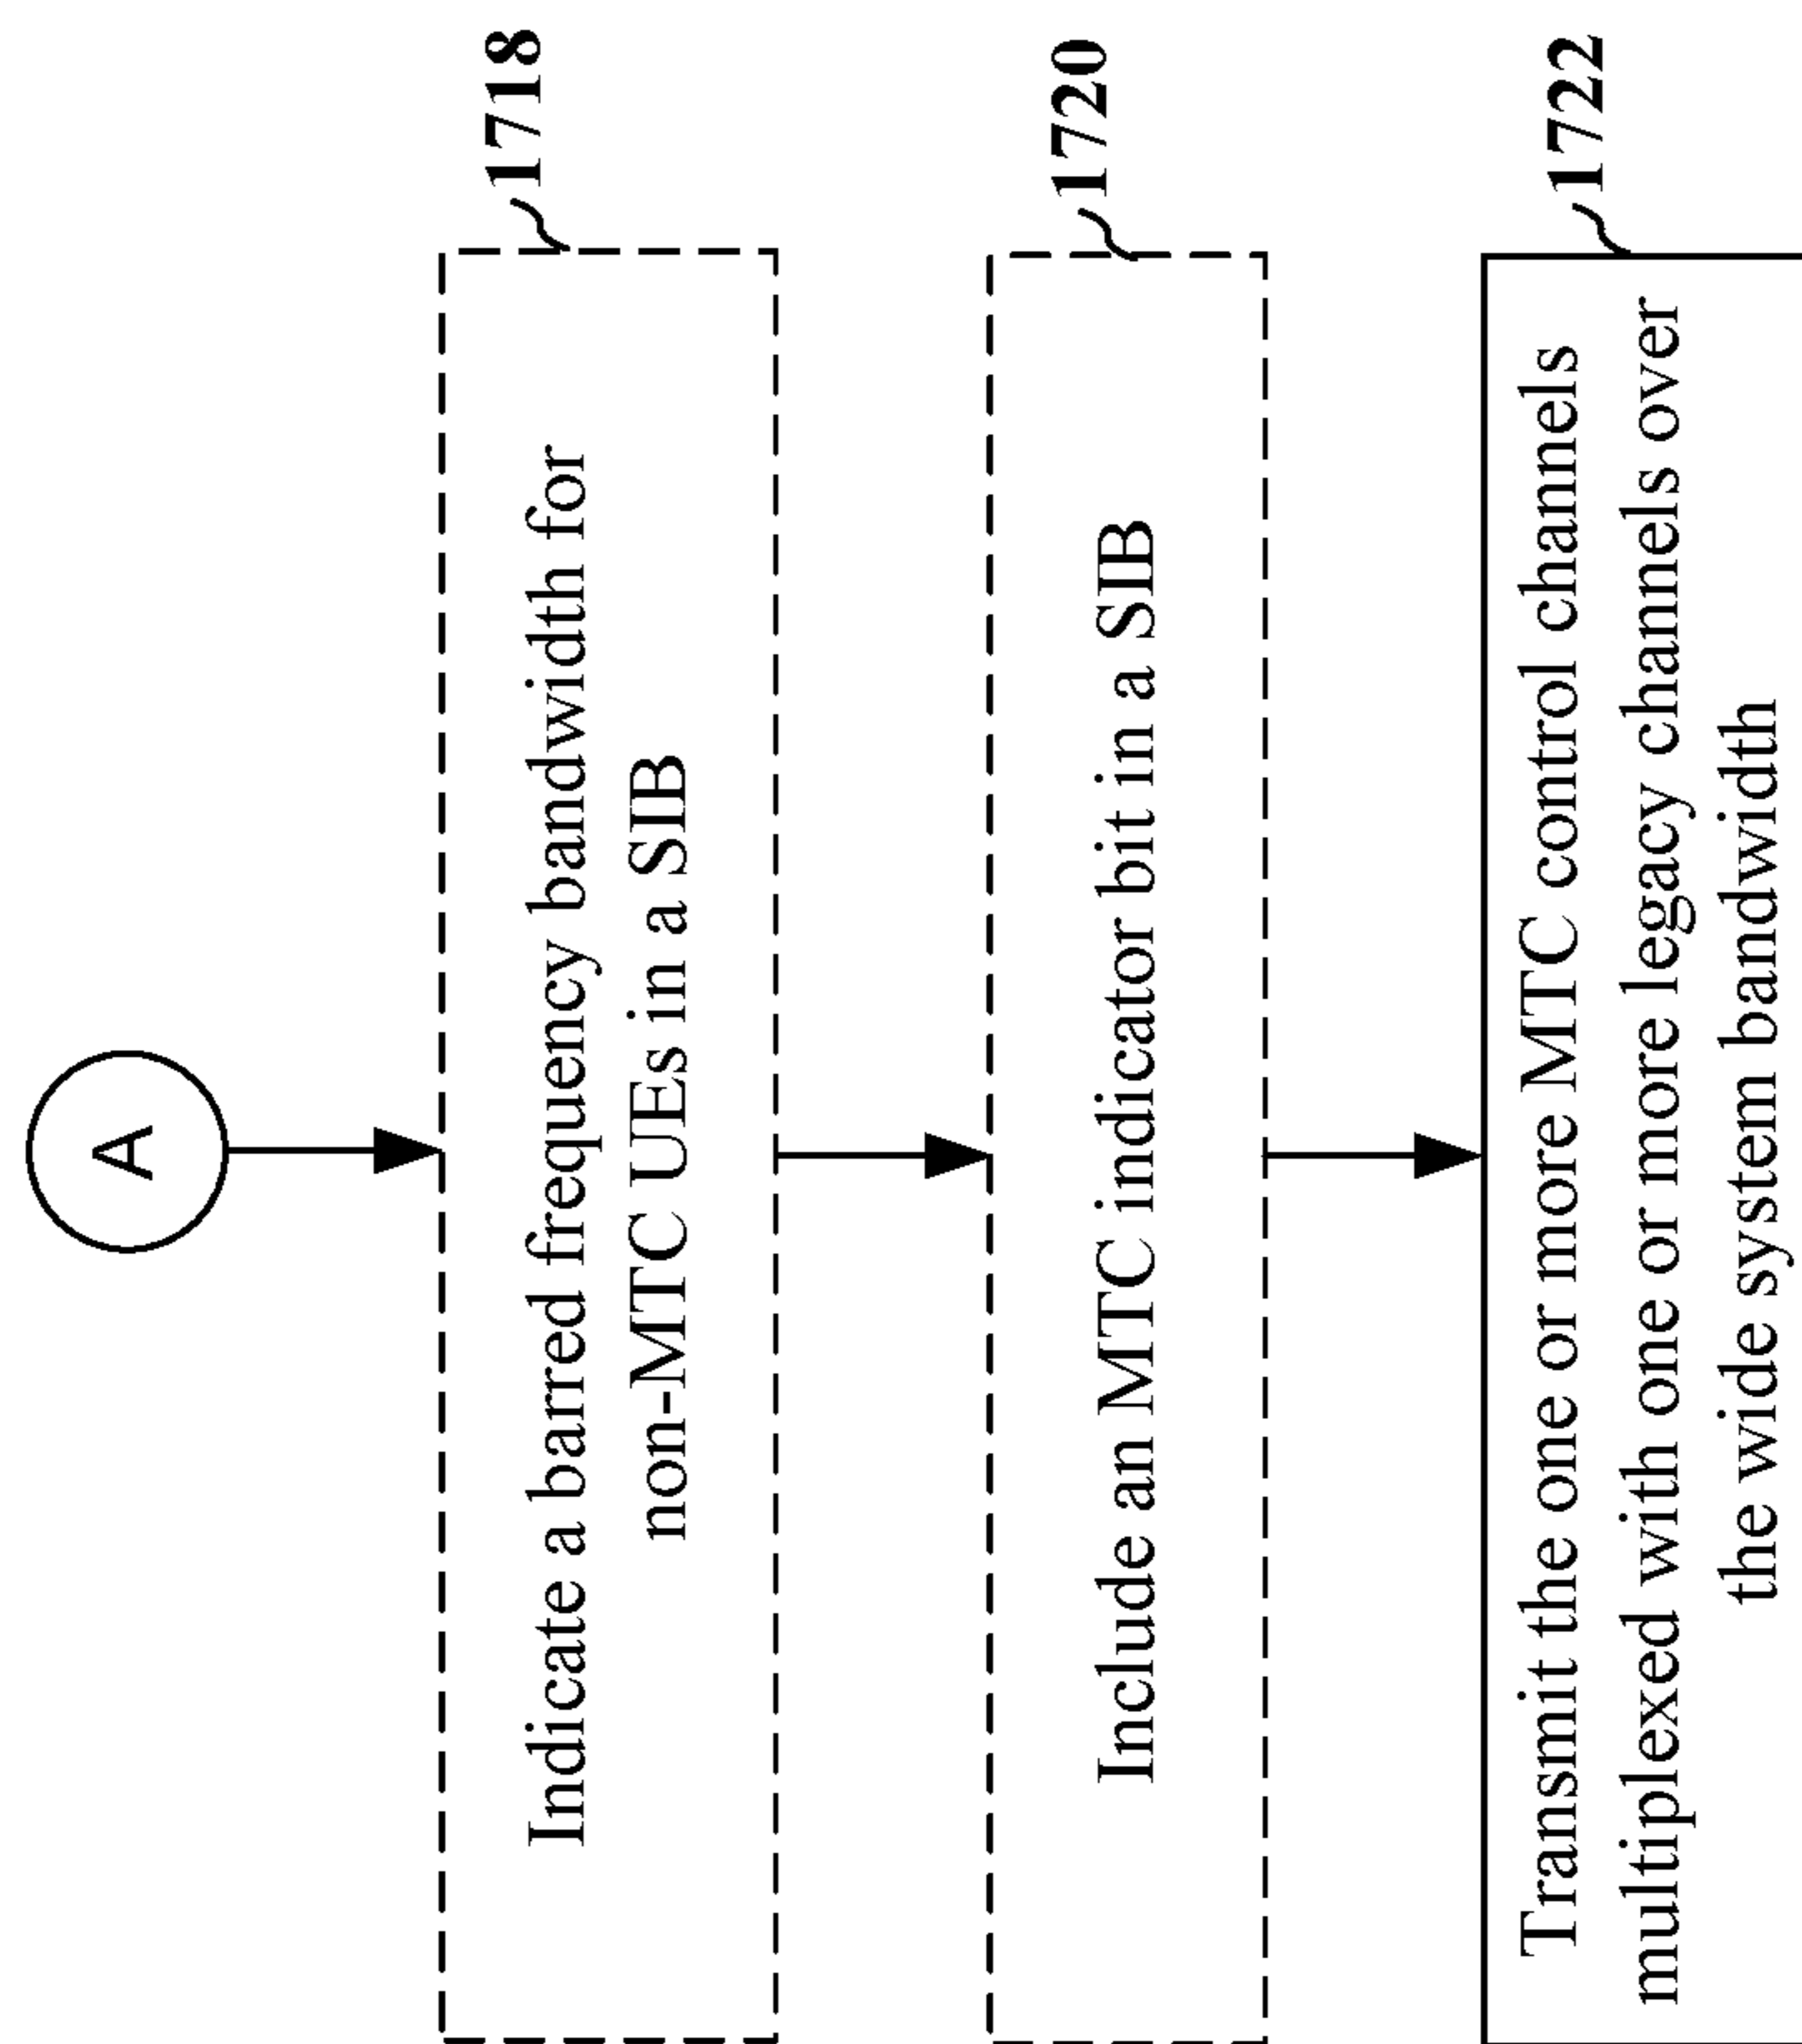 A
1718
Indicate a barred frequency bandwidth for
non-MTC UEs in a SIB
1720
Include an MTC indicator bit in a SIB
1722
Transmit the one or more MTC control channels
multiplexed with one or more legacy channels over
the wide system bandwidth